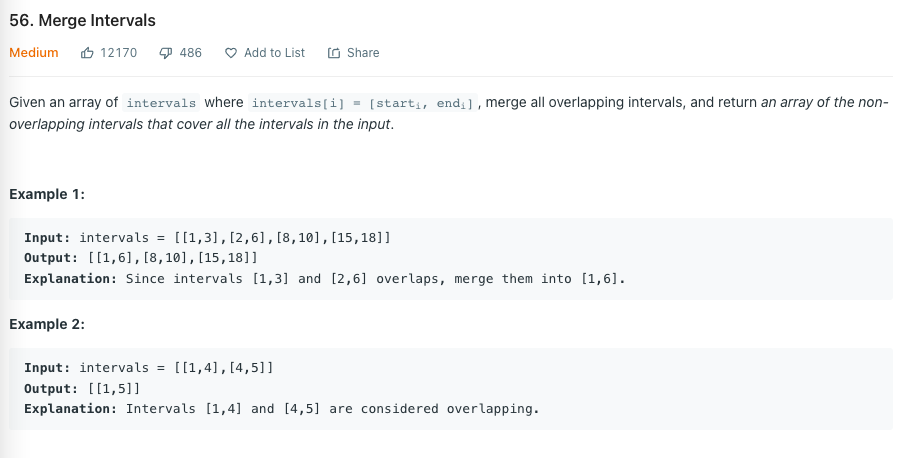 56. Merge Intervals
Medium 12170 486 Add to List Share
Given an array of intervals where intervals[i] = [startᵢ, endᵢ], merge all overlapping intervals, and return an array of the non-
overlapping intervals that cover all the intervals in the input.
Example 1:
Input: intervals = [[1,3],[2,6],[8,10],[15,18]]
Output: [[1,6],[8,10],[15,18]]
Explanation: Since intervals [1,3] and [2,6] overlaps, merge them into [1,6].
Example 2:
Input: intervals = [[1,4],[4,5]]
Output: [[1,5]]
Explanation: Intervals [1,4] and [4,5] are considered overlapping.